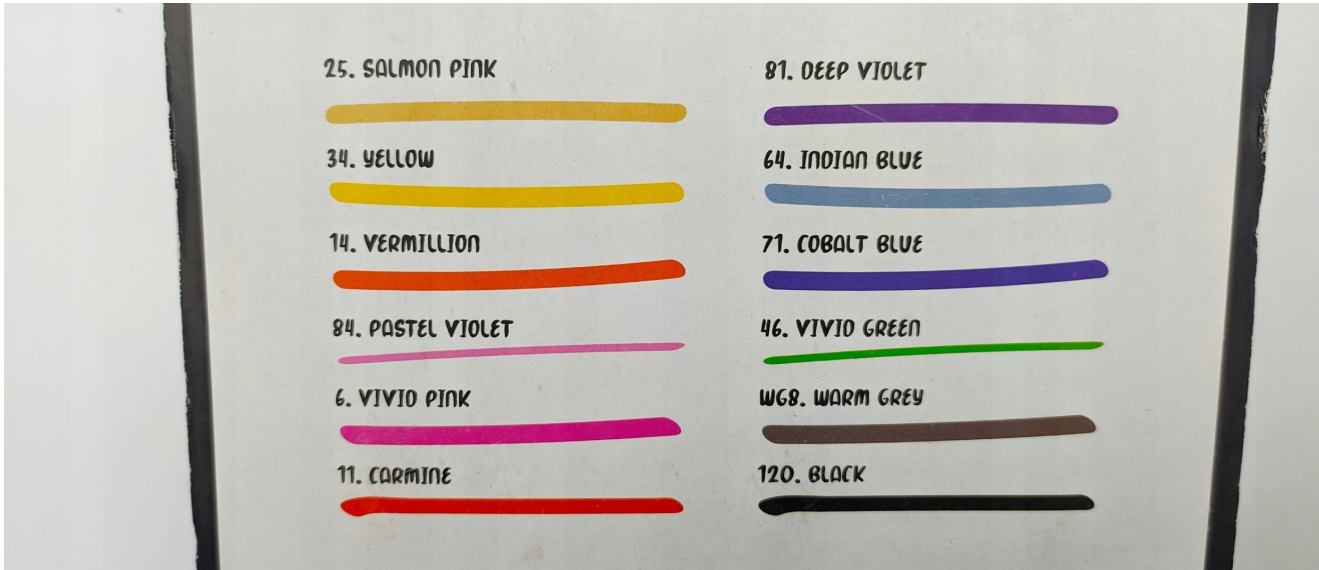 25. SALMON PINK
34. YELLOW
14. VERMILLION
84. PASTEL VIOLET
6. VIVID PINK
11. CARMINE
81. DEEP VIOLET
64. INDIAN BLUE
71. COBALT BLUE
46. VIVID GREEN
WG8. WARM GREY
120. BLACK